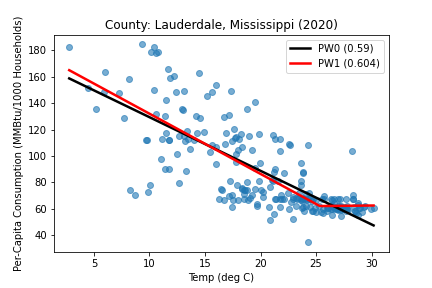 County: Lauderdale, Mississippi (2020)
PW0 (0.59)
PW1 (0.604)
Per-Capita Consumption (MMBtu/1000 Households)
180
160
140
120
100
80
60
40
5 10 15 20 25 30
Temp (deg C)